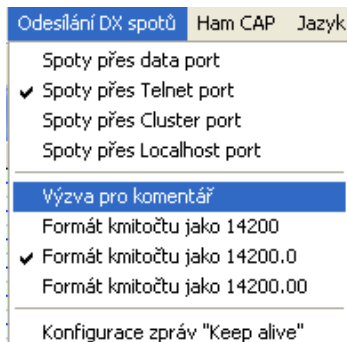 Odesílání DX spotů Ham CAP Jazyk
Spoty přes data port
Spoty přes Telnet port
Spoty přes Cluster port
Spoty přes Localhost port
Výzva pro komentář
Formát kmitočtu jako 14200
Formát kmitočtu jako 14200.0
Formát kmitočtu jako 14200.00
Konfigurace zpráv "Keep alive"